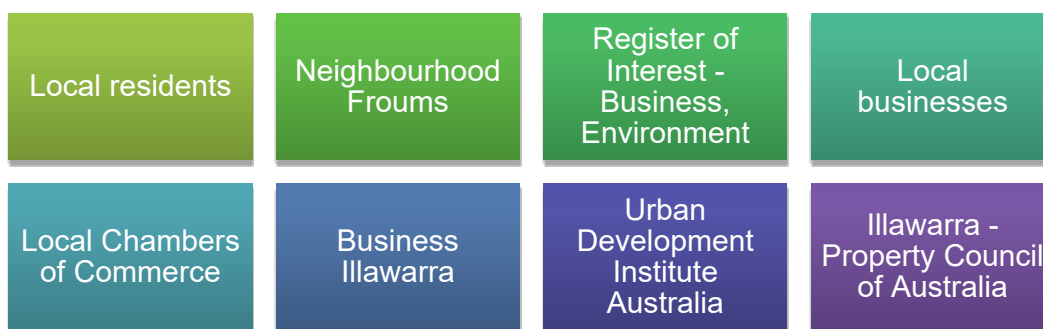 Local residents
Neighbourhood
Froums
Register of
Interest -
Business,
Environment
Local
businesses
Local Chambers
of Commerce
Business
Illawarra
Urban
Development
Institute
Australia
Illawarra -
Property Council
of Australia